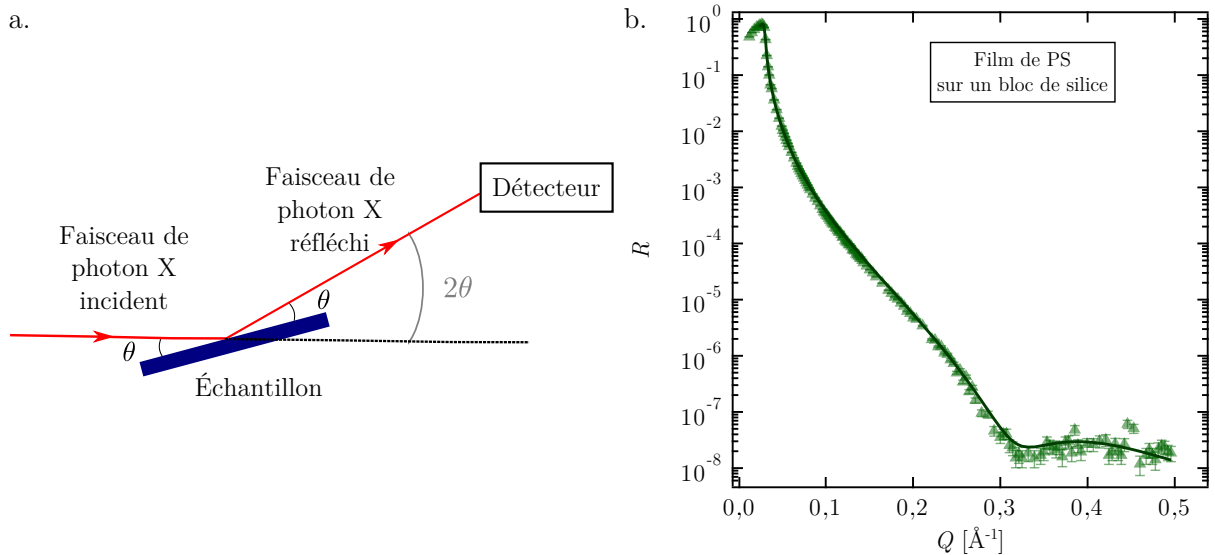 a.
Faisceau de
photon X
incident
Faisceau de
photon X
réfléchi
Détecteur
θ
θ
2θ
Échantillon
b.
Film de PS
sur un bloc de silice
R
10⁰
10⁻¹
10⁻²
10⁻³
10⁻⁴
10⁻⁵
10⁻⁶
10⁻⁷
10⁻⁸
0,0 0,1 0,2 0,3 0,4 0,5
Q [Å⁻¹]